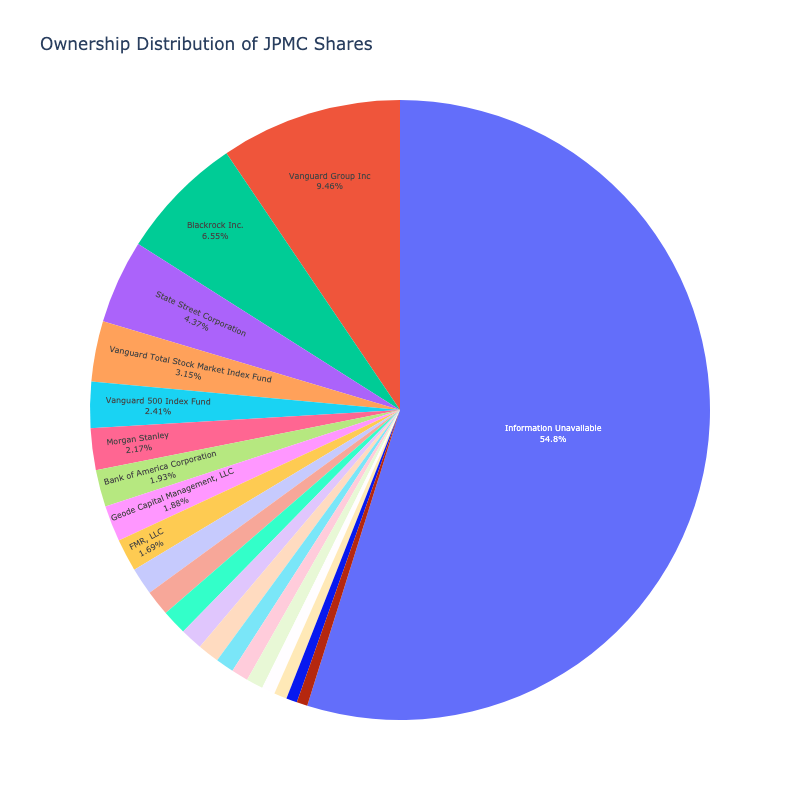 Ownership Distribution of JPMC Shares
Vanguard Group Inc
9.46%
Blackrock Inc.
6.55%
State Street Corporation
4.37%
Vanguard Total Stock Market Index Fund
3.15%
Vanguard 500 Index Fund
2.41%
Morgan Stanley
2.17%
Bank of America Corporation
1.93%
Geode Capital Management, LLC
1.88%
FMR, LLC
1.69%
Information Unavailable
54.8%